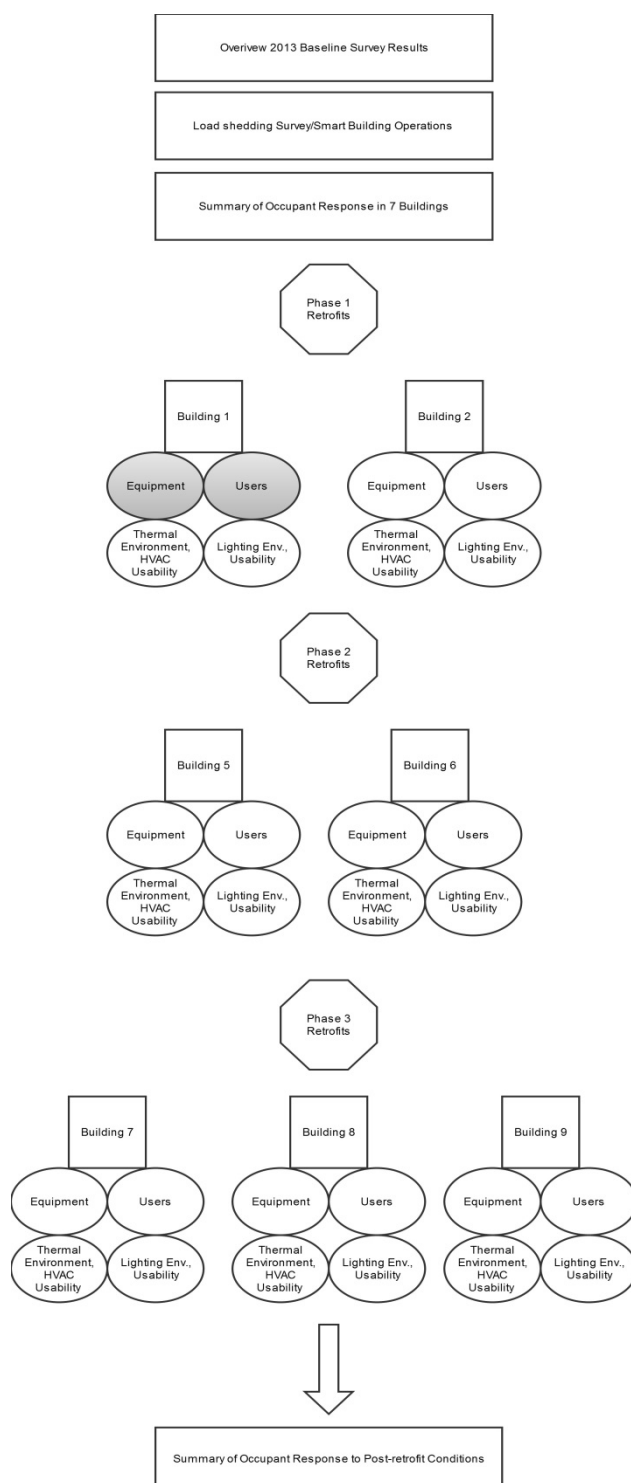 Overivew 2013 Baseline Survey Results
Load shedding Survey/Smart Building Operations
Summary of Occupant Response in 7 Buildings
Phase 1
Retrofits
Building 1
Building 2
Equipment
Users
Equipment
Users
Thermal
Environment,
HVAC
Usability
Lighting Env.,
Usability
Thermal
Environment,
HVAC
Usability
Lighting Env.,
Usability
Phase 2
Retrofits
Building 5
Building 6
Equipment
Users
Equipment
Users
Thermal
Environment,
HVAC
Usability
Lighting Env.,
Usability
Thermal
Environment,
HVAC
Usability
Lighting Env.,
Usability
Phase 3
Retrofits
Building 7
Building 8
Building 9
Equipment
Users
Equipment
Users
Equipment
Users
Thermal
Environment,
HVAC
Usability
Lighting Env.,
Usability
Thermal
Environment,
HVAC
Usability
Lighting Env.,
Usability
Thermal
Environment,
HVAC
Usability
Lighting Env.,
Usability
Summary of Occupant Response to Post-retrofit Conditions